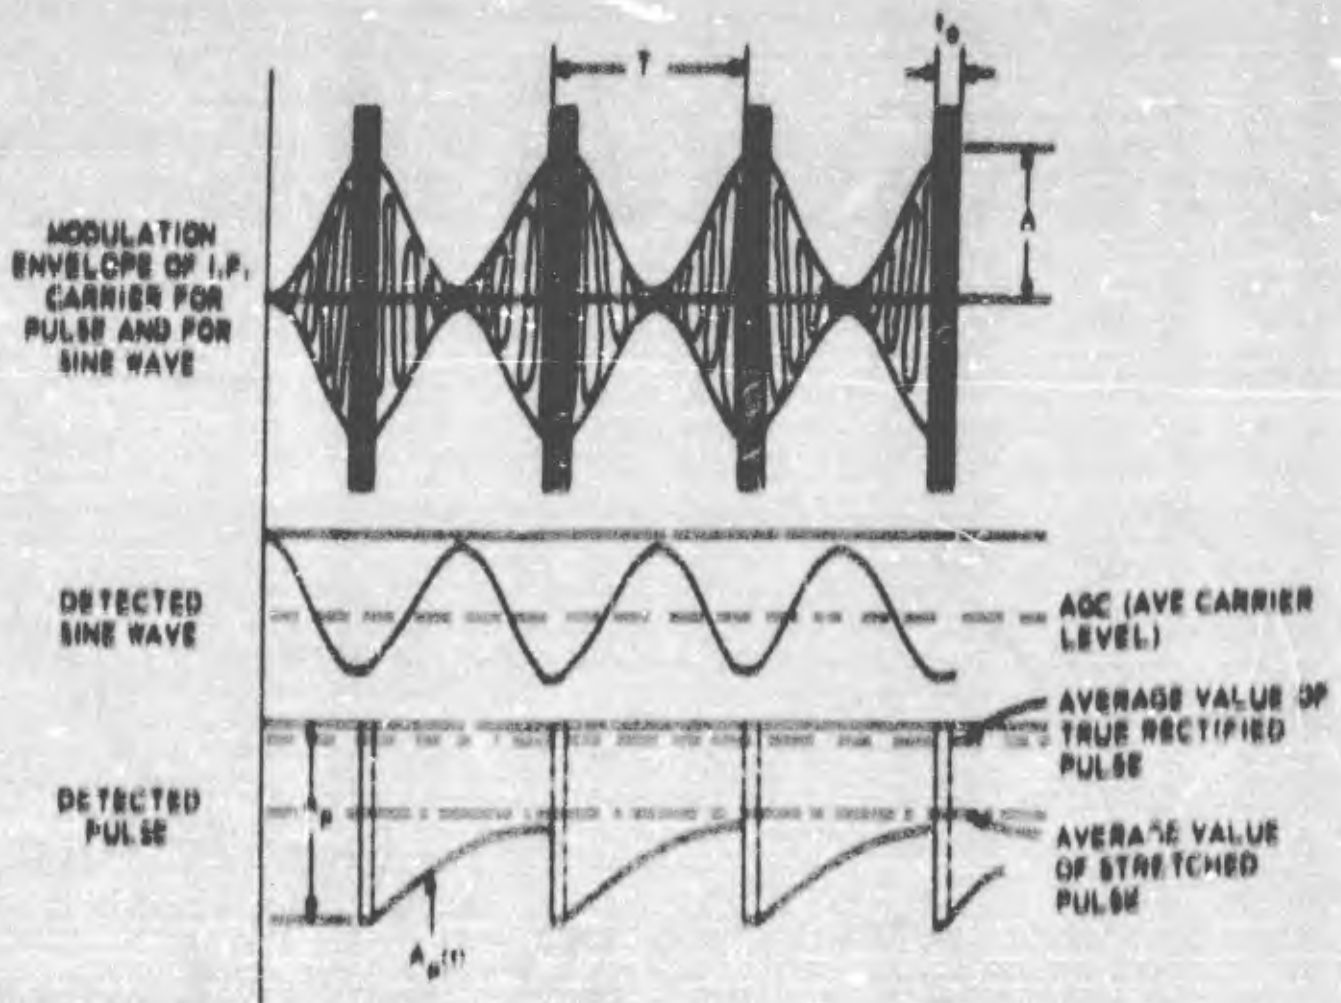 T
t₀
MODULATION
ENVELOPE OF I.F.
CARRIER FOR
PULSE AND FOR
SINE WAVE
A
DETECTED
SINE WAVE
AGC (AVE CARRIER
LEVEL)
AVERAGE VALUE OF
TRUE RECTIFIED
PULSE
DETECTED
PULSE
AVERAGE VALUE
OF STRETCHED
PULSE